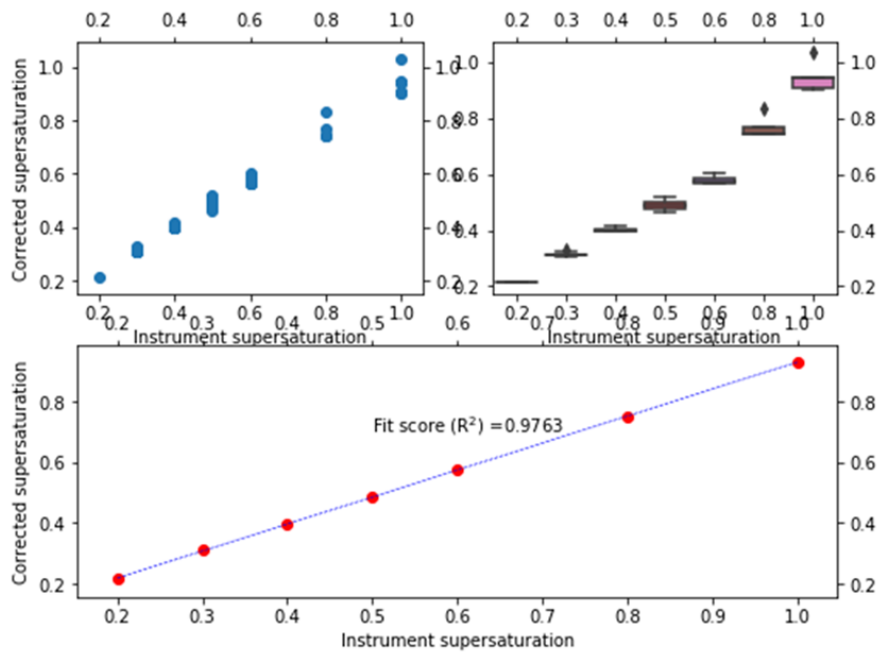 0.2 0.4 0.6 0.8 1.0
0.2 0.3 0.4 0.5 0.6 0.8 1.0
Corrected supersaturation
1.0 1.0 1.0 1.0
0.8 0.8 0.8 0.8
0.6 0.6 0.6 0.6
0.4 0.4 0.4 0.4
0.2 0.2 0.2 0.2
0.2 0.4 0.6 0.8 1.0
0.2 0.3 0.4 0.5 0.6 0.8 1.0
Instrument supersaturation
Instrument supersaturation
0.2 0.3 0.4 0.5 0.6 0.7 0.8 0.9 1.0
Corrected supersaturation
0.8 0.8
Fit score (R²) =0.9763
0.6 0.6
0.4 0.4
0.2 0.2
0.2 0.3 0.4 0.5 0.6 0.7 0.8 0.9 1.0
Instrument supersaturation